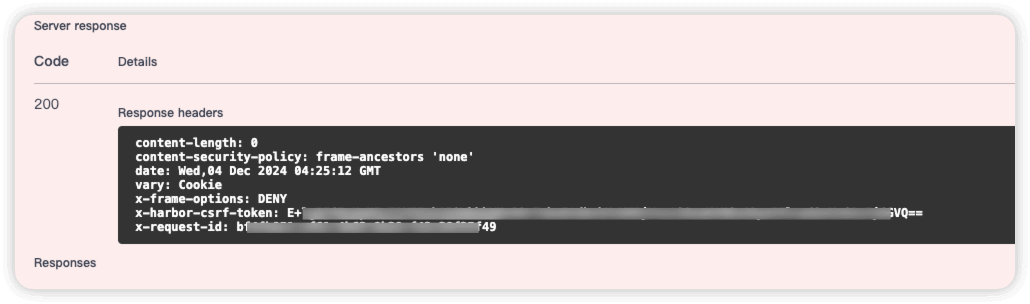 Server response
Code Details
200
Response headers
content-length: 0
content-security-policy: frame-ancestors 'none'
date: Wed,04 Dec 2024 04:25:12 GMT
vary: Cookie
x-frame-options: DENY
x-harbor-csrf-token: E+ GVQ==
x-request-id: bf f49
Responses